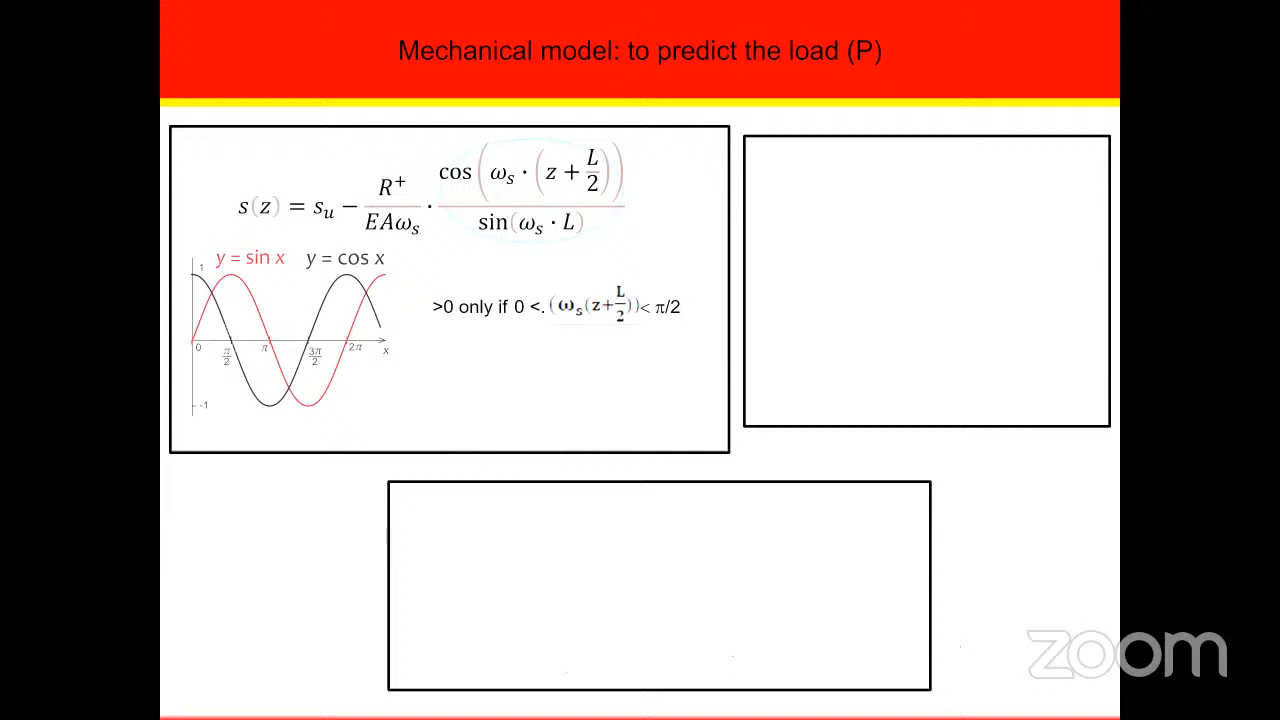 Mechanical model: to predict the load (P)
s(z) = s_u − R⁺/(EAω_s) · cos(ω_s · (z + L/2))/sin(ω_s · L)
y = sin x y = cos x
1
>0 only if 0 <. (ω_s(z+L/2)) < π/2
0 π/2 π 3π/2 2π x
-1
zoom